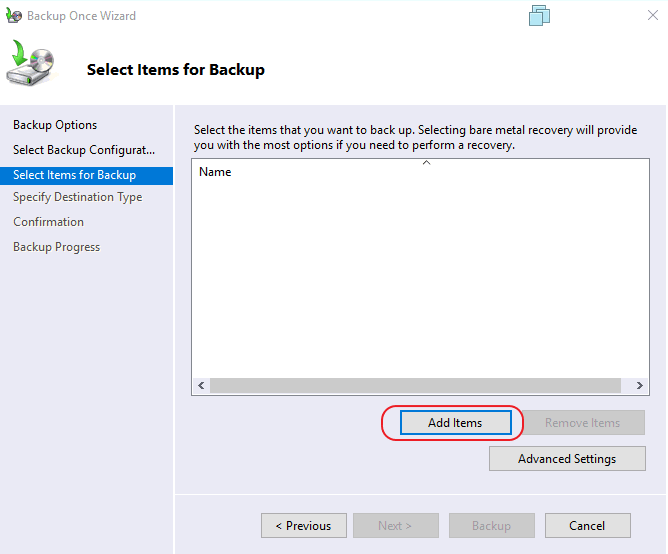 Backup Once Wizard
Select Items for Backup
Backup Options
Select Backup Configurat...
Select Items for Backup
Specify Destination Type
Confirmation
Backup Progress
Select the items that you want to back up. Selecting bare metal recovery will provide
you with the most options if you need to perform a recovery.
Name
Add Items
Remove Items
Advanced Settings
< Previous
Next >
Backup
Cancel